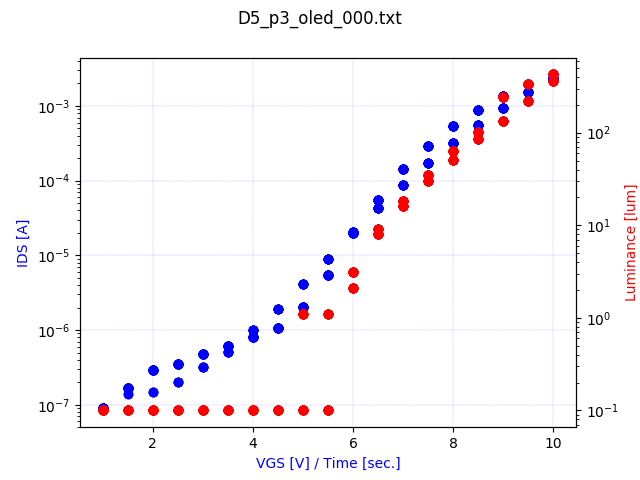 D5_p3_oled_000.txt
IDS [A]
10⁻³
10⁻⁴
10⁻⁵
10⁻⁶
10⁻⁷
10²
10¹
10⁰
10⁻¹
Luminance [lum]
2 4 6 8 10
VGS [V] / Time [sec.]